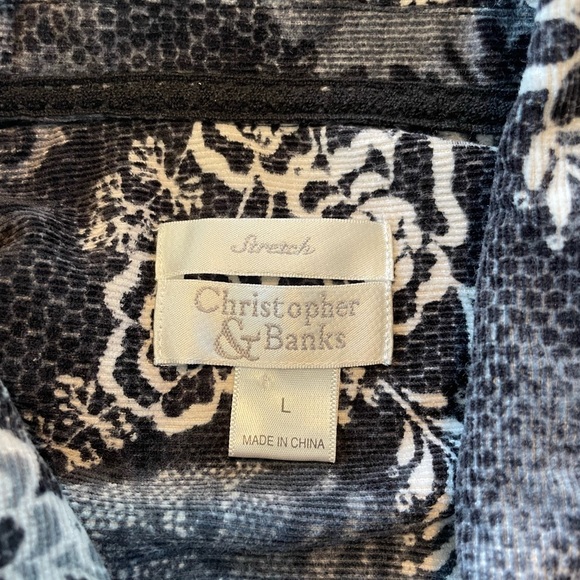 Stretch
Christopher
& Banks
L
MADE IN CHINA